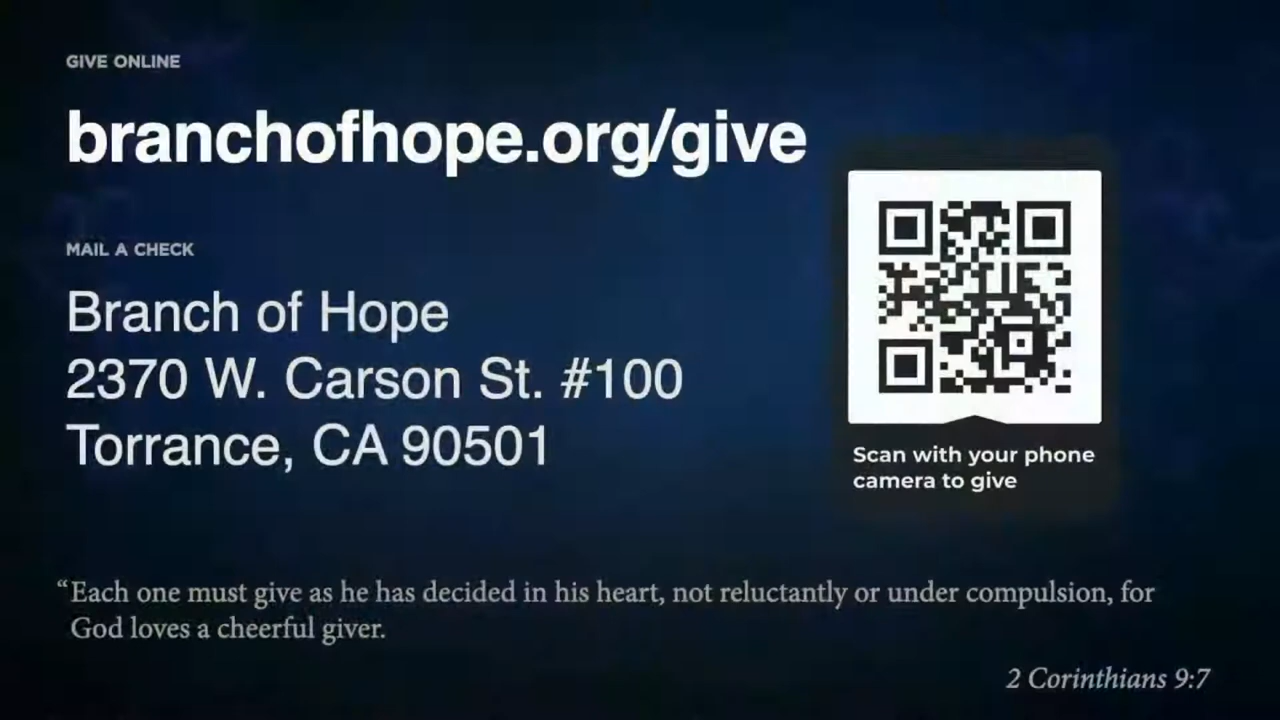 GIVE ONLINE
branchofhope.org/give
MAIL A CHECK
Branch of Hope
2370 W. Carson St. #100
Torrance, CA 90501
Scan with your phone
camera to give
“Each one must give as he has decided in his heart, not reluctantly or under compulsion, for
God loves a cheerful giver.
2 Corinthians 9:7